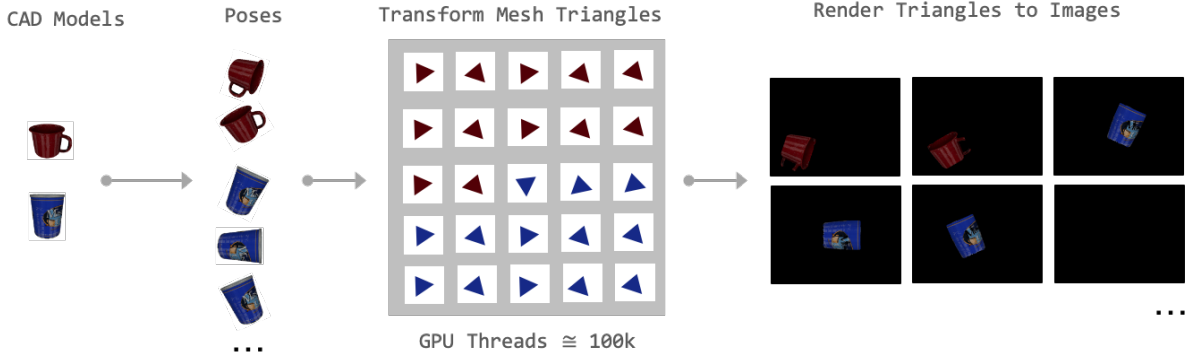 CAD Models
Poses
Transform Mesh Triangles
Render Triangles to Images
GPU Threads ≅ 100k
...
...